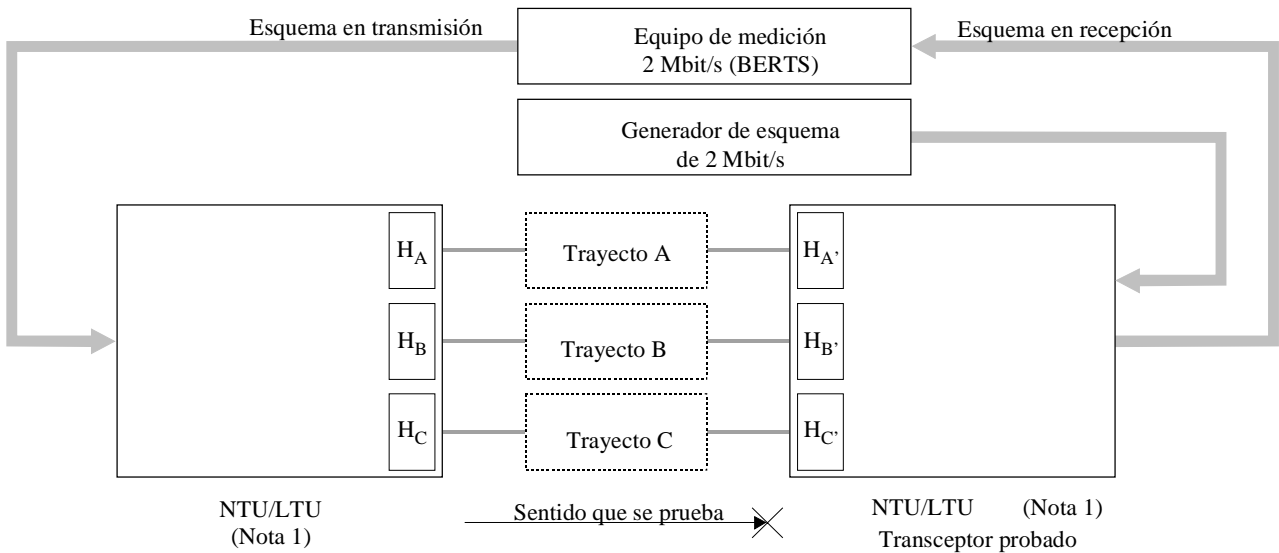 Esquema en transmisión
Equipo de medición
2 Mbit/s (BERTS)
Esquema en recepción
Generador de esquema
de 2 Mbit/s
HA
Trayecto A
HA’
HB
Trayecto B
HB’
HC
Trayecto C
HC’
NTU/LTU
(Nota 1)
Sentido que se prueba
NTU/LTU (Nota 1)
Transceptor probado